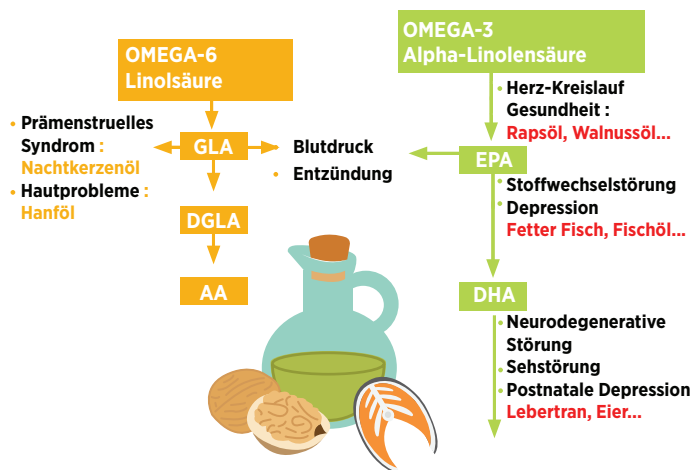 OMEGA-6
Linolsäure
• Prämenstruelles
Syndrom :
Nachtkerzenöl
• Hautprobleme :
Hanföl
GLA
• Blutdruck
• Entzündung
DGLA
AA
OMEGA-3
Alpha-Linolensäure
• Herz-Kreislauf
Gesundheit :
Rapsöl, Walnussöl...
EPA
• Stoffwechselstörung
• Depression
Fetter Fisch, Fischöl...
DHA
• Neurodegenerative
Störung
• Sehstörung
• Postnatale Depression
Lebertran, Eier...